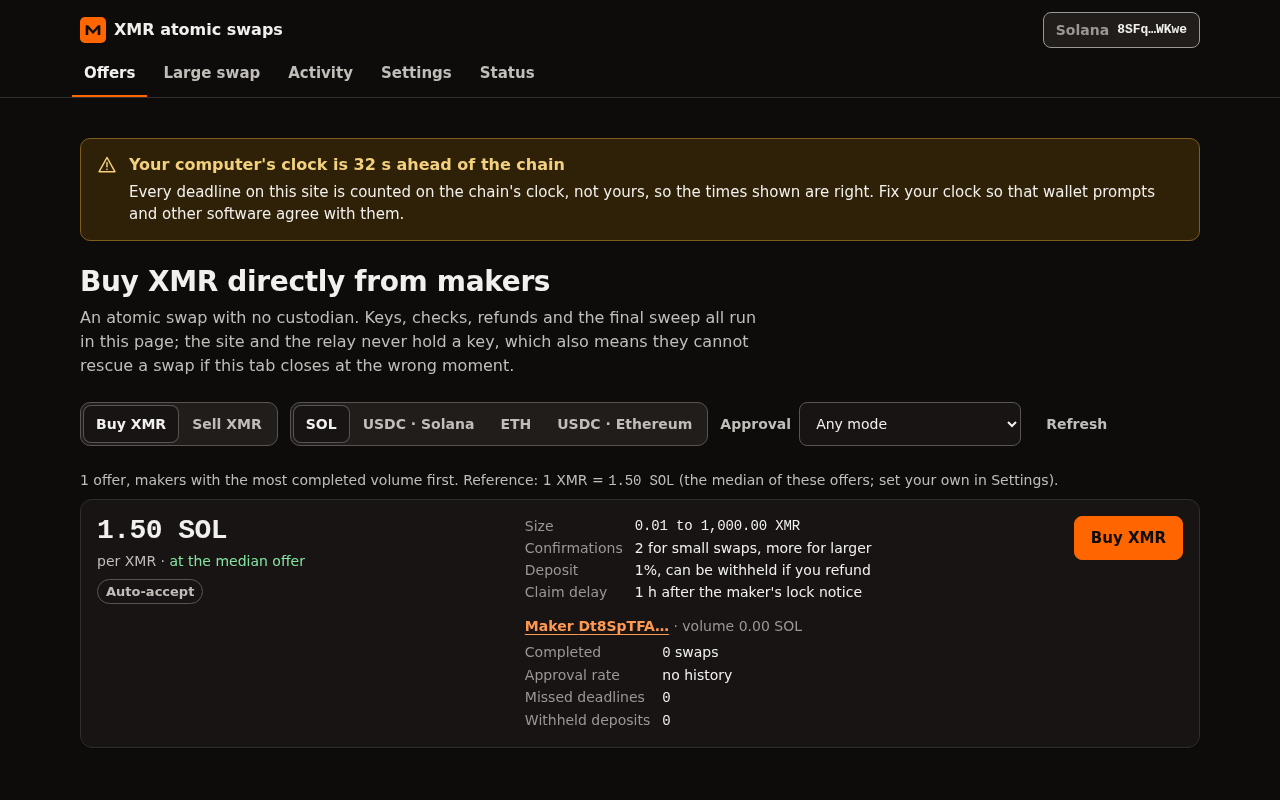 XMR atomic swaps
Solana 8SFq…WKwe
Offers Large swap Activity Settings Status
Your computer's clock is 32 s ahead of the chain
Every deadline on this site is counted on the chain's clock, not yours, so the times shown are right. Fix your clock so that wallet prompts
and other software agree with them.
Buy XMR directly from makers
An atomic swap with no custodian. Keys, checks, refunds and the final sweep all run
in this page; the site and the relay never hold a key, which also means they cannot
rescue a swap if this tab closes at the wrong moment.
Buy XMR Sell XMR SOL USDC · Solana ETH USDC · Ethereum Approval Any mode Refresh
1 offer, makers with the most completed volume first. Reference: 1 XMR = 1.50 SOL (the median of these offers; set your own in Settings).
1.50 SOL
per XMR · at the median offer
Auto-accept
Size 0.01 to 1,000.00 XMR
Confirmations 2 for small swaps, more for larger
Deposit 1%, can be withheld if you refund
Claim delay 1 h after the maker's lock notice
Maker Dt8SpTFA… · volume 0.00 SOL
Completed 0 swaps
Approval rate no history
Missed deadlines 0
Withheld deposits 0
Buy XMR